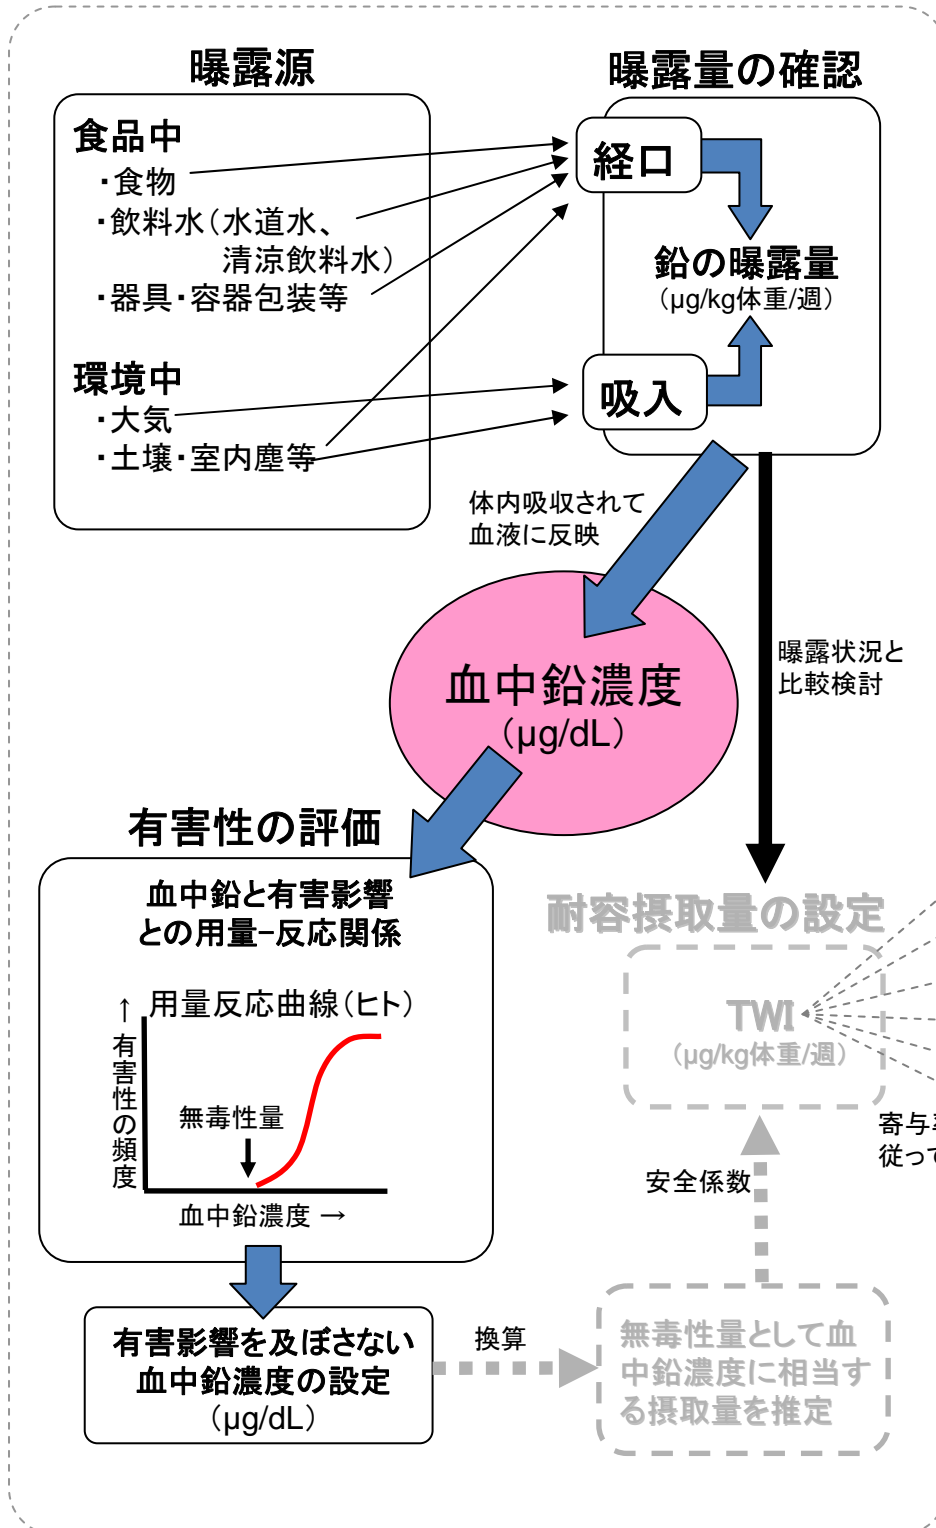 曝露源
食品中
・食物
・飲料水（水道水、
清涼飲料水）
・器具・容器包装等
環境中
・大気
・土壌・室内塵等
曝露量の確認
経口
鉛の曝露量
（μg/kg体重/週）
吸入
体内吸収されて
血液に反映
血中鉛濃度
（μg/dL）
曝露状況と
比較検討
有害性の評価
血中鉛と有害影響
との用量−反応関係
用量反応曲線（ヒト）
↑有害性の頻度
無毒性量
血中鉛濃度 →
有害影響を及ぼさない
血中鉛濃度の設定
（μg/dL）
換算
無毒性量として血
中鉛濃度に相当す
る摂取量を推定
安全係数
耐容摂取量の設定
TWI
（μg/kg体重/週）
寄与
従って